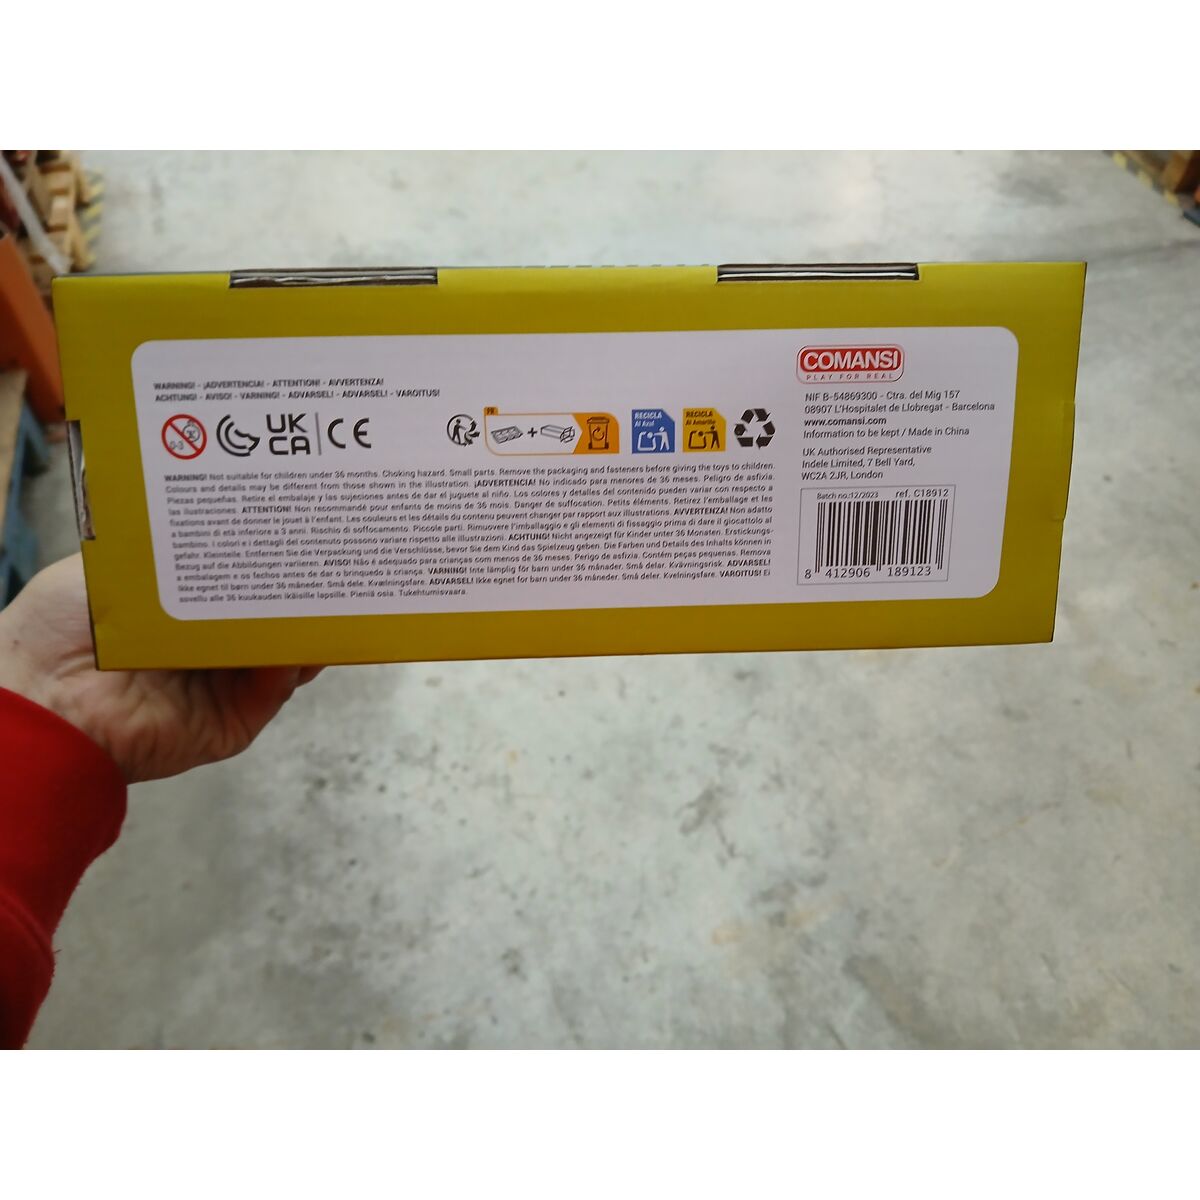 WARNING! - ¡ADVERTENCIA! - ATTENTION! - AVVERTENZA!
ACHTUNG! - AVISO! - VARNING! - ADVARSEL! - ADVARSEL! - VAROITUS!
0-3
UK
CA
CE
FR
+
RECICLA
Al Azul
RECICLA
Al Amarillo
WARNING! Not suitable for children under 36 months. Choking hazard. Small parts. Remove the packaging and fasteners before giving the toys to children.
Colours and details may be different from those shown in the illustration. ¡ADVERTENCIA! No indicado para menores de 36 meses. Peligro de asfixia.
Piezas pequeñas. Retire el embalaje y las sujeciones antes de dar el juguete al niño. Los colores y detalles del contenido pueden variar con respecto a
las ilustraciones. ATTENTION! Non recommandé pour enfants de moins de 36 mois. Danger de suffocation. Petits éléments. Retirez l'emballage et les
fixations avant de donner le jouet à l'enfant. Les couleurs et les détails du contenu peuvent changer par rapport aux illustrations. AVVERTENZA! Non adatto
a bambini di età inferiore a 3 anni. Rischio di soffocamento. Piccole parti. Rimuovere l'imballaggio e gli elementi di fissaggio prima di dare il giocattolo al
bambino. I colori e i dettagli del contenuto possono variare rispetto alle illustrazioni. ACHTUNG! Nicht angezeigt für Kinder unter 36 Monaten. Erstickungs-
gefahr. Kleinteile. Entfernen Sie die Verpackung und die Verschlüsse, bevor Sie dem Kind das Spielzeug geben. Die Farben und Details des Inhalts können in
Bezug auf die Abbildungen variieren. AVISO! Não é adequado para crianças com menos de 36 meses. Perigo de asfixia. Contém peças pequenas. Remova
a embalagem e os fechos antes de dar o brinquedo à criança. VARNING! Inte lämplig för barn under 36 månader. Små delar. Kvävningsrisk. ADVARSEL!
Ikke egnet til børn under 36 måneder. Små dele. Kvælningsfare. ADVARSEL! Ikke egnet for barn under 36 måneder. Små deler. Kvelningsfare. VAROITUS! Ei
sovellu alle 36 kuukauden ikäisille lapsille. Pieniä osia. Tukehtumisvaara.
COMANSI
PLAY FOR REAL
NIF B-54869300 - Ctra. del Mig 157
08907 L'Hospitalet de Llobregat - Barcelona
www.comansi.com
Information to be kept / Made in China
UK Authorised Representative
Indele Limited, 7 Bell Yard,
WC2A 2JR, London
Batch no.:12/2023 ref. C18912
8 412906 189123